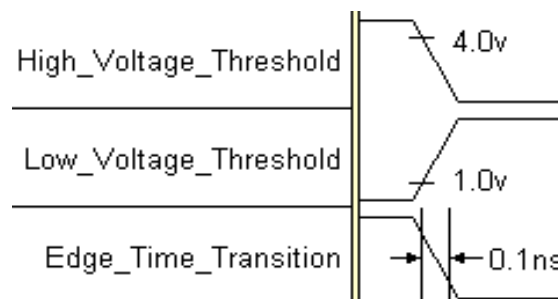 High_Voltage_Threshold 4.0v
Low_Voltage_Threshold 1.0v
Edge_Time_Transition 0.1ns